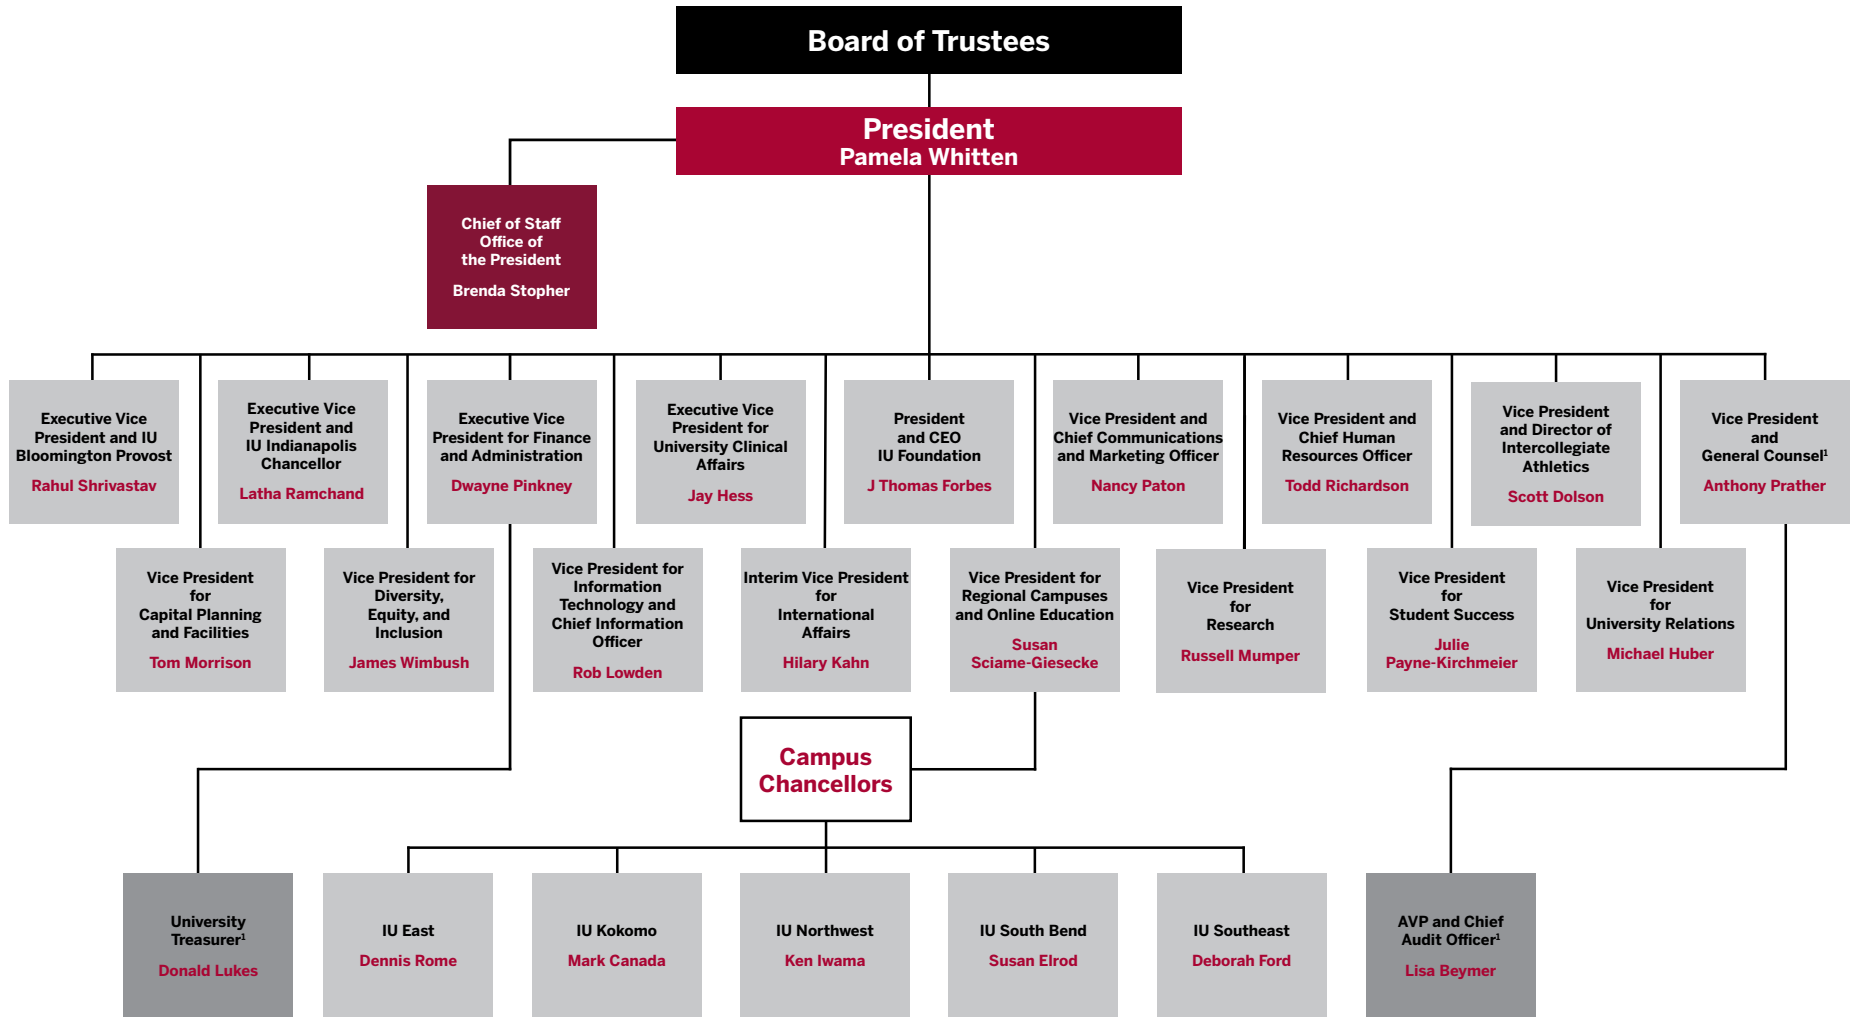 Board of Trustees
President
Pamela Whitten
Chief of Staff
Office of
the President
Brenda Stopher
Executive Vice
President and IU
Bloomington Provost
Rahul Shrivastav
Executive Vice
President and
IU Indianapolis
Chancellor
Latha Ramchand
Executive Vice
President for Finance
and Administration
Dwayne Pinkney
Executive Vice
President for
University Clinical
Affairs
Jay Hess
President
and CEO
IU Foundation
J Thomas Forbes
Vice President and
Chief Communications
and Marketing Officer
Nancy Paton
Vice President and
Chief Human
Resources Officer
Todd Richardson
Vice President
and Director of
Intercollegiate
Athletics
Scott Dolson
Vice President
and
General Counsel¹
Anthony Prather
Vice President
for
Capital Planning
and Facilities
Tom Morrison
Vice President for
Diversity,
Equity, and
Inclusion
James Wimbush
Vice President for
Information
Technology and
Chief Information
Officer
Rob Lowden
Interim Vice President
for
International
Affairs
Hilary Kahn
Vice President for
Regional Campuses
and Online Education
Susan
Sciame-Giesecke
Vice President
for
Research
Russell Mumper
Vice President
for
Student Success
Julie
Payne-Kirchmeier
Vice President
for
University Relations
Michael Huber
Campus
Chancellors
University
Treasurer¹
Donald Lukes
IU East
Dennis Rome
IU Kokomo
Mark Canada
IU Northwest
Ken Iwama
IU South Bend
Susan Elrod
IU Southeast
Deborah Ford
AVP and Chief
Audit Officer¹
Lisa Beymer